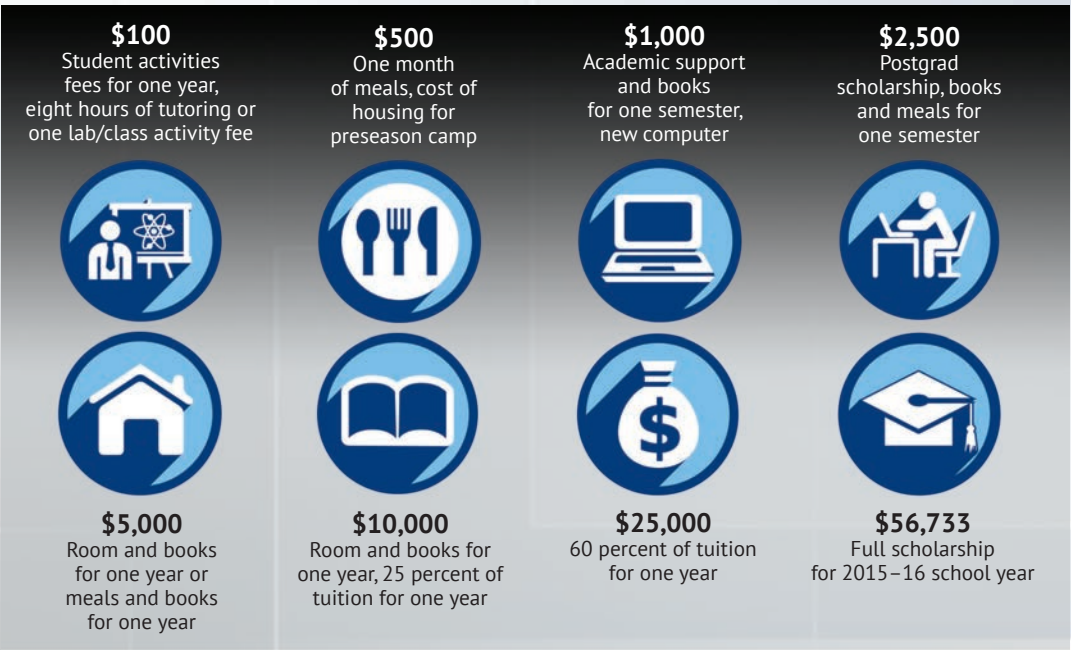 $100
Student activities
fees for one year,
eight hours of tutoring or
one lab/class activity fee
$500
One month
of meals, cost of
housing for
preseason camp
$1,000
Academic support
and books
for one semester,
new computer
$2,500
Postgrad
scholarship, books
and meals for
one semester
$
$5,000
Room and books
for one year or
meals and books
for one year
$10,000
Room and books for
one year, 25 percent of
tuition for one year
$25,000
60 percent of tuition
for one year
$56,733
Full scholarship
for 2015–16 school year